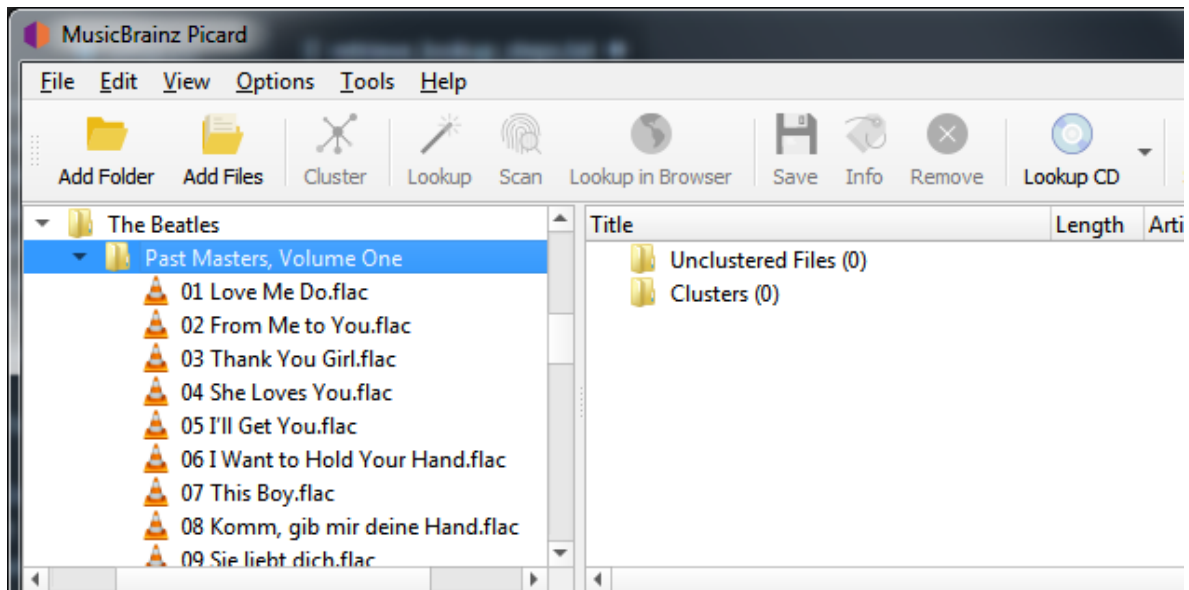 MusicBrainz Picard
File Edit View Options Tools Help
Add Folder Add Files Cluster Lookup Scan Lookup in Browser Save Info Remove Lookup CD
The Beatles
Past Masters, Volume One
01 Love Me Do.flac
02 From Me to You.flac
03 Thank You Girl.flac
04 She Loves You.flac
05 I'll Get You.flac
06 I Want to Hold Your Hand.flac
07 This Boy.flac
08 Komm, gib mir deine Hand.flac
09 Sie liebt dich.flac
Title Length Arti
Unclustered Files (0)
Clusters (0)